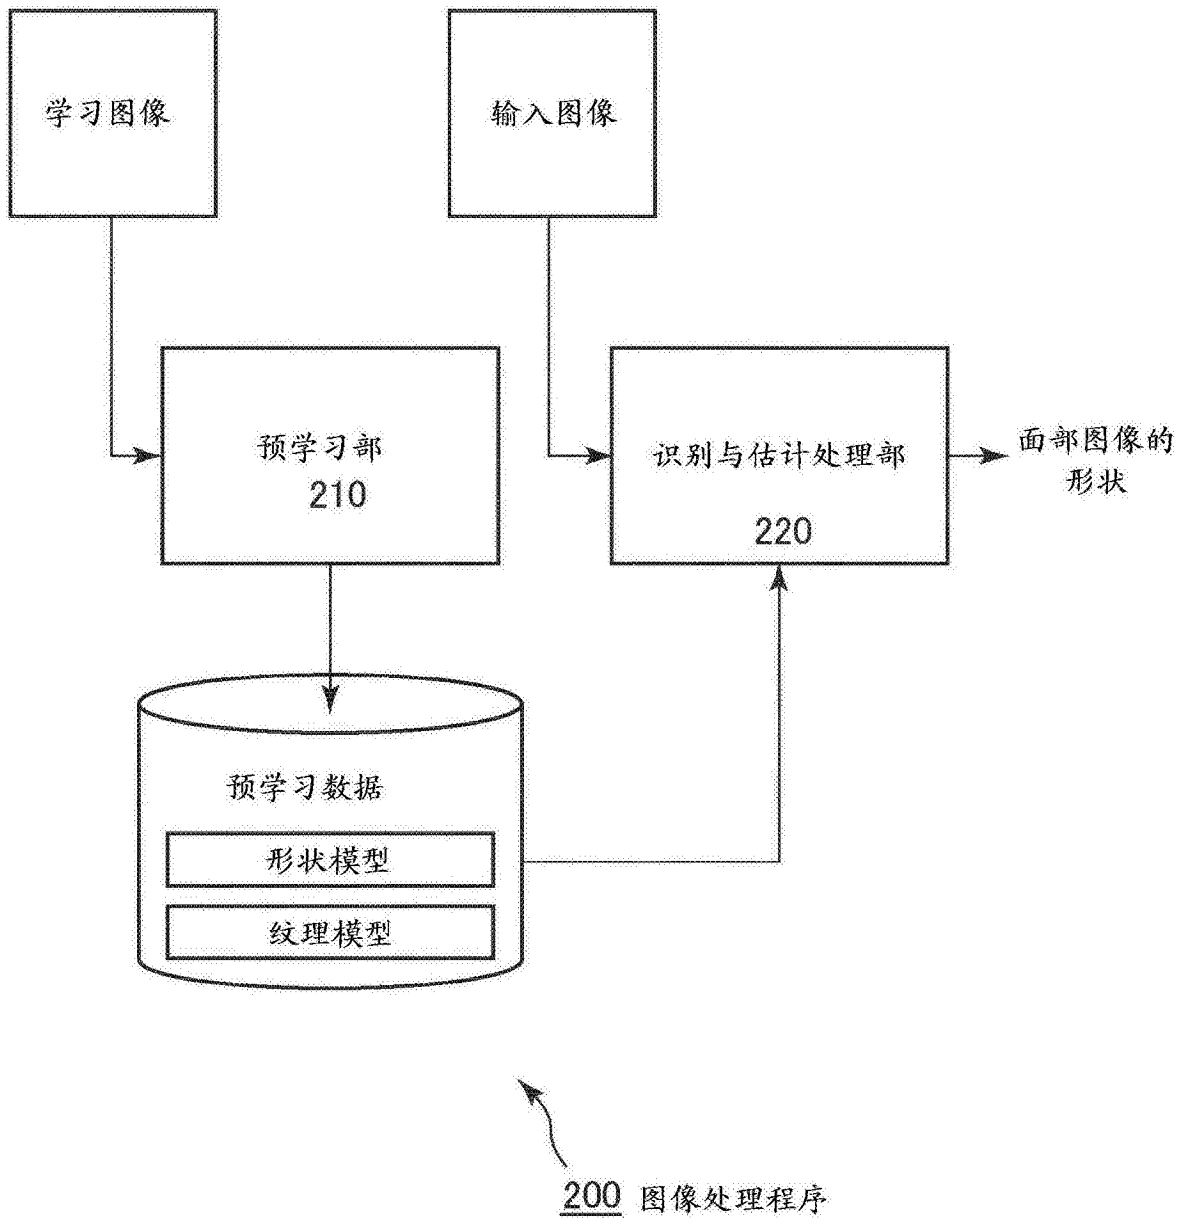 学习图像
输入图像
预学习部
210
识别与估计处理部
220
面部图像的
形状
预学习数据
形状模型
纹理模型
200 图像处理程序